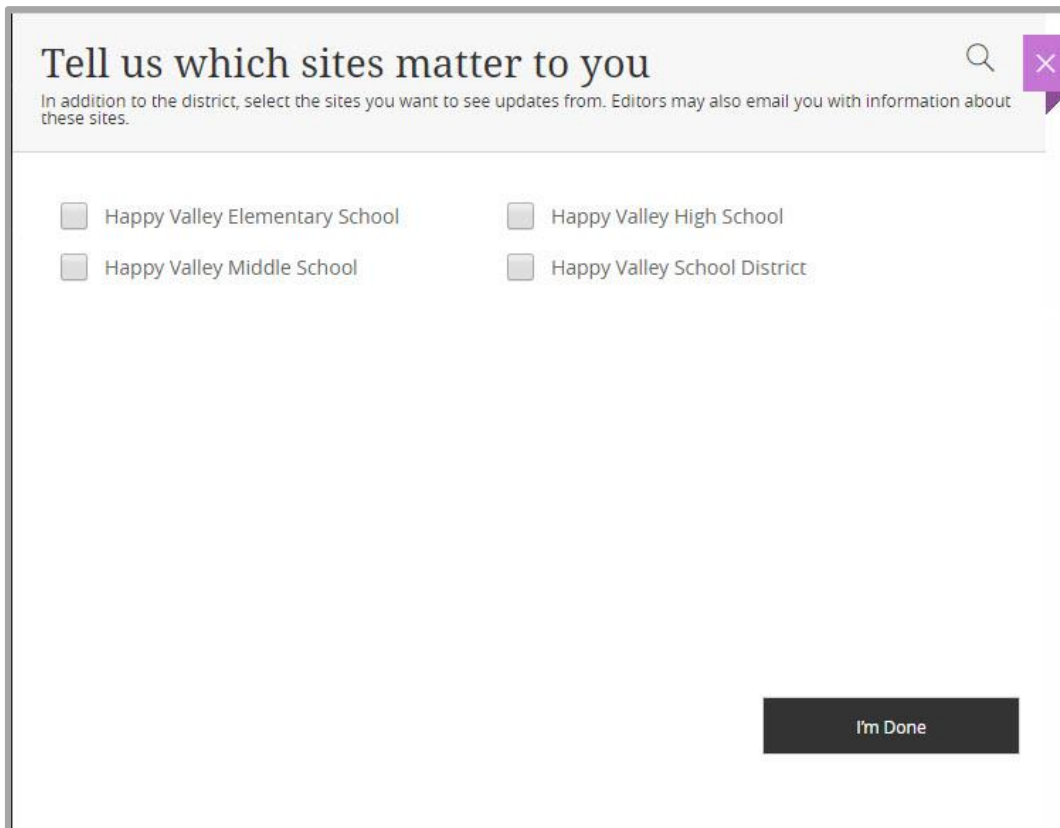 Tell us which sites matter to you
In addition to the district, select the sites you want to see updates from. Editors may also email you with information about
these sites.
Happy Valley Elementary School
Happy Valley High School
Happy Valley Middle School
Happy Valley School District
I'm Done